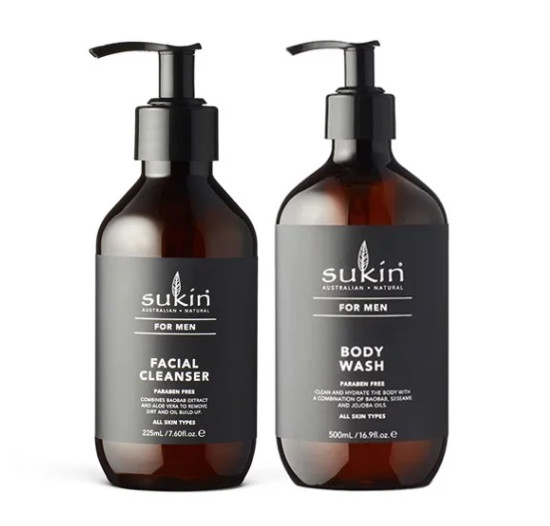 sukin
AUSTRALIAN • NATURAL
FOR MEN
FACIAL
CLEANSER
PARABEN FREE
COMBINES BAOBAB EXTRACT
AND ALOE VERA TO REMOVE
DIRT AND OIL BUILD-UP.
ALL SKIN TYPES
225mL /7.60fl.oz. ℮
sukin®
AUSTRALIAN • NATURAL
FOR MEN
BODY
WASH
PARABEN FREE
CLEAN AND HYDRATE THE BODY WITH
A COMBINATION OF BAOBAB, SESEAME
AND JOJOBA OILS.
ALL SKIN TYPES
500mL /16.9fl.oz. ℮